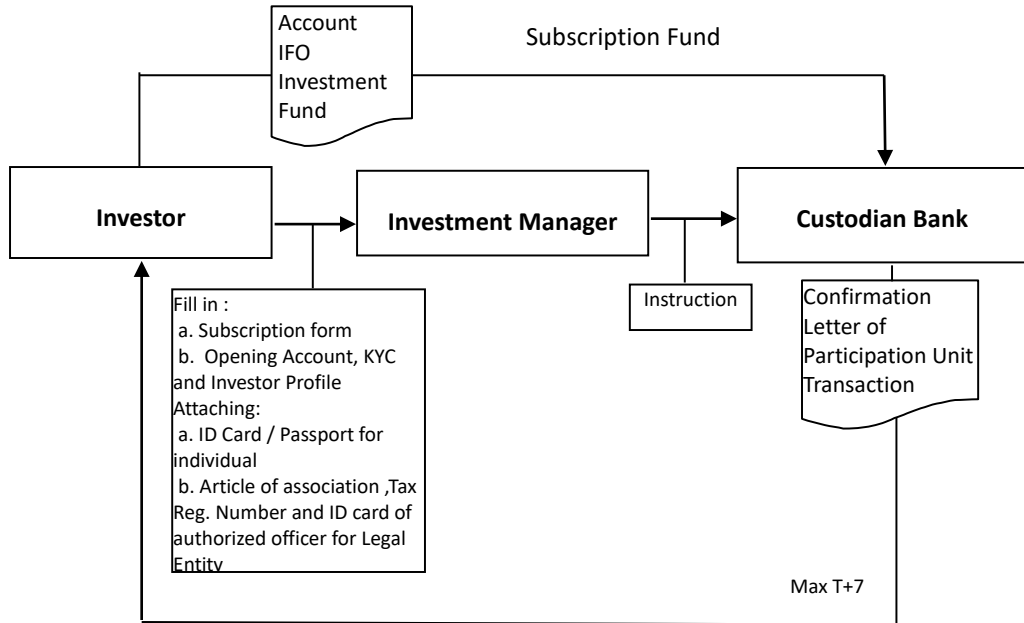 Account
IFO
Investment
Fund
Subscription Fund
Investor
Investment Manager
Custodian Bank
Fill in :
a. Subscription form
b. Opening Account, KYC
and Investor Profile
Attaching:
a. ID Card / Passport for
individual
b. Article of association ,Tax
Reg. Number and ID card of
authorized officer for Legal
Entity
Instruction
Confirmation
Letter of
Participation Unit
Transaction
Max T+7